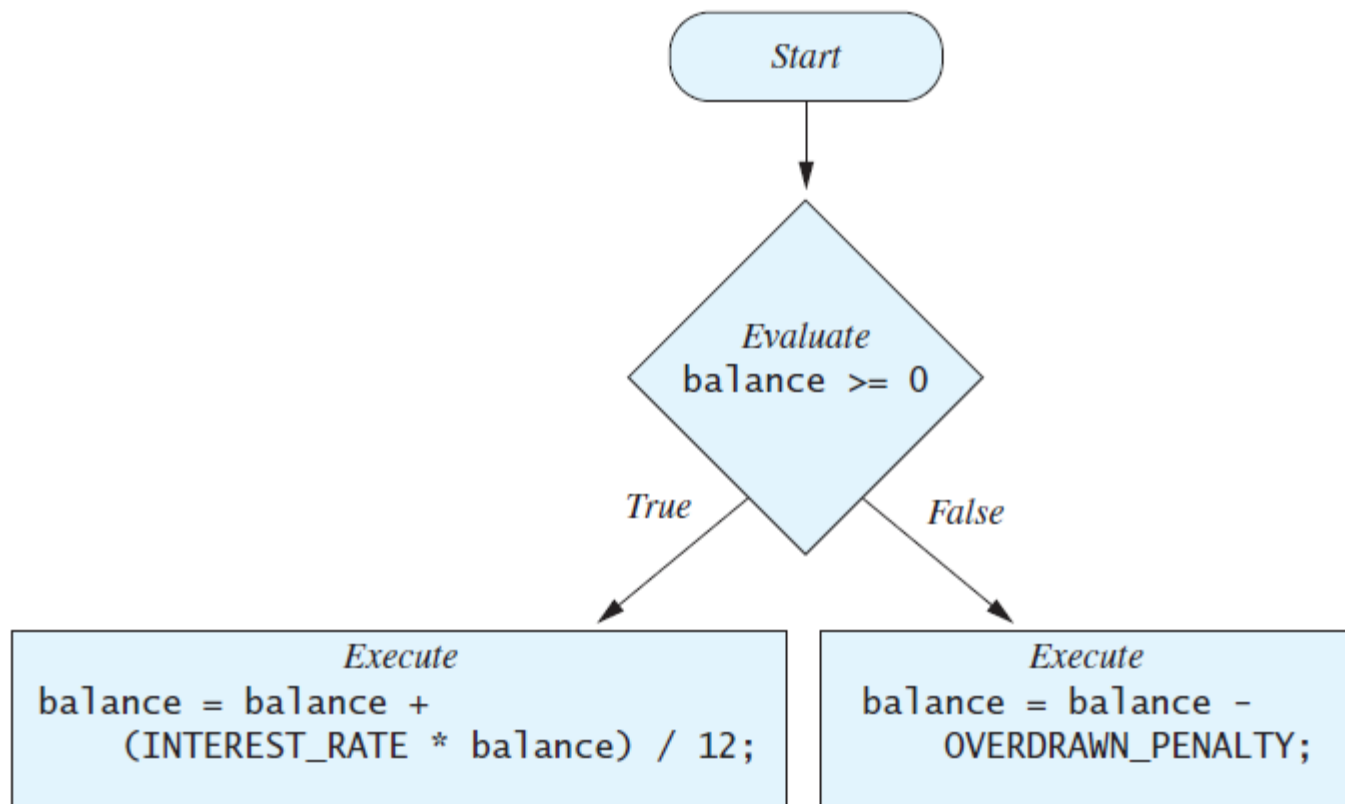 Start
Evaluate
balance >= 0
True
False
Execute
balance = balance +
(INTEREST_RATE * balance) / 12;
Execute
balance = balance -
OVERDRAWN_PENALTY;